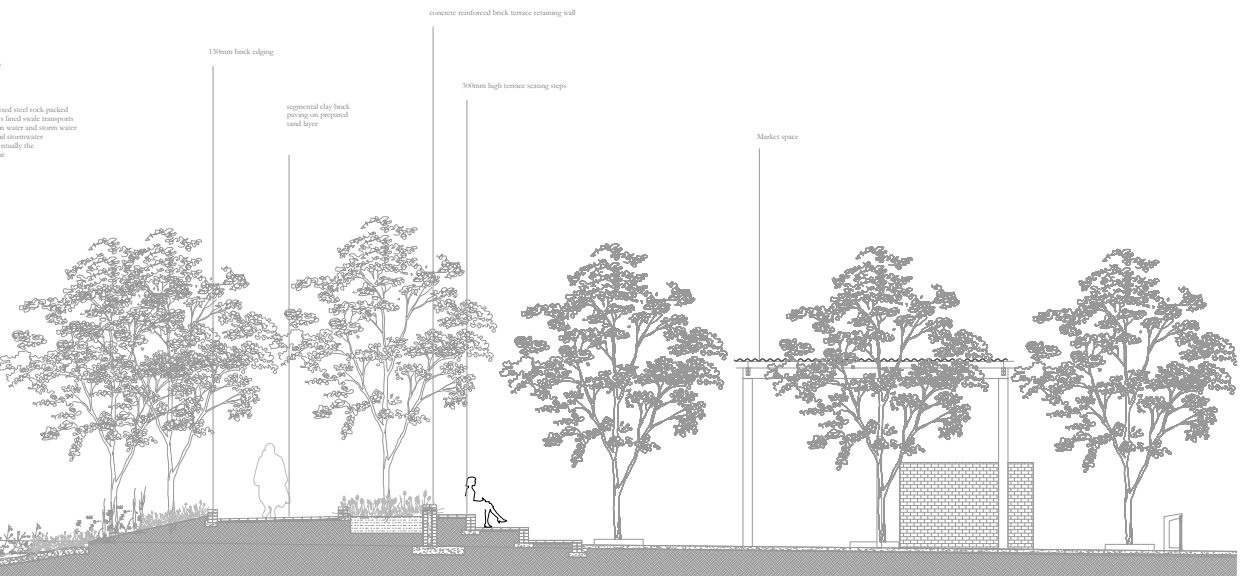 concrete reinforced brick terrace retaining wall
150mm brick edging
300mm high terrace seating steps
segmental clay brick
paving on prepared
sand layer
sed steel rock packed
s lined swale transports
n water and storm water
al stormwater
ntually the
it
Market space